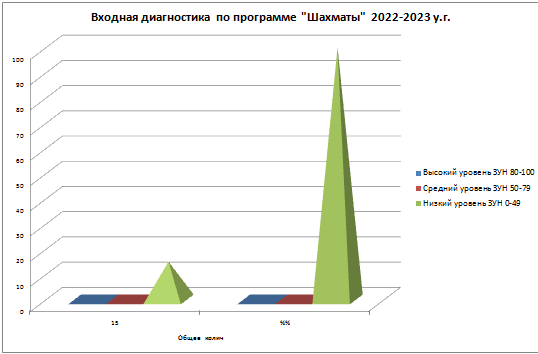 Входная диагностика по программе "Шахматы" 2022-2023 у.г.
100
90
80
70
60
50
40
30
20
10
0
15
%%
Общее колич
Высокий уровень ЗУН 80-100
Средний уровень ЗУН 50-79
Низкий уровень ЗУН 0-49